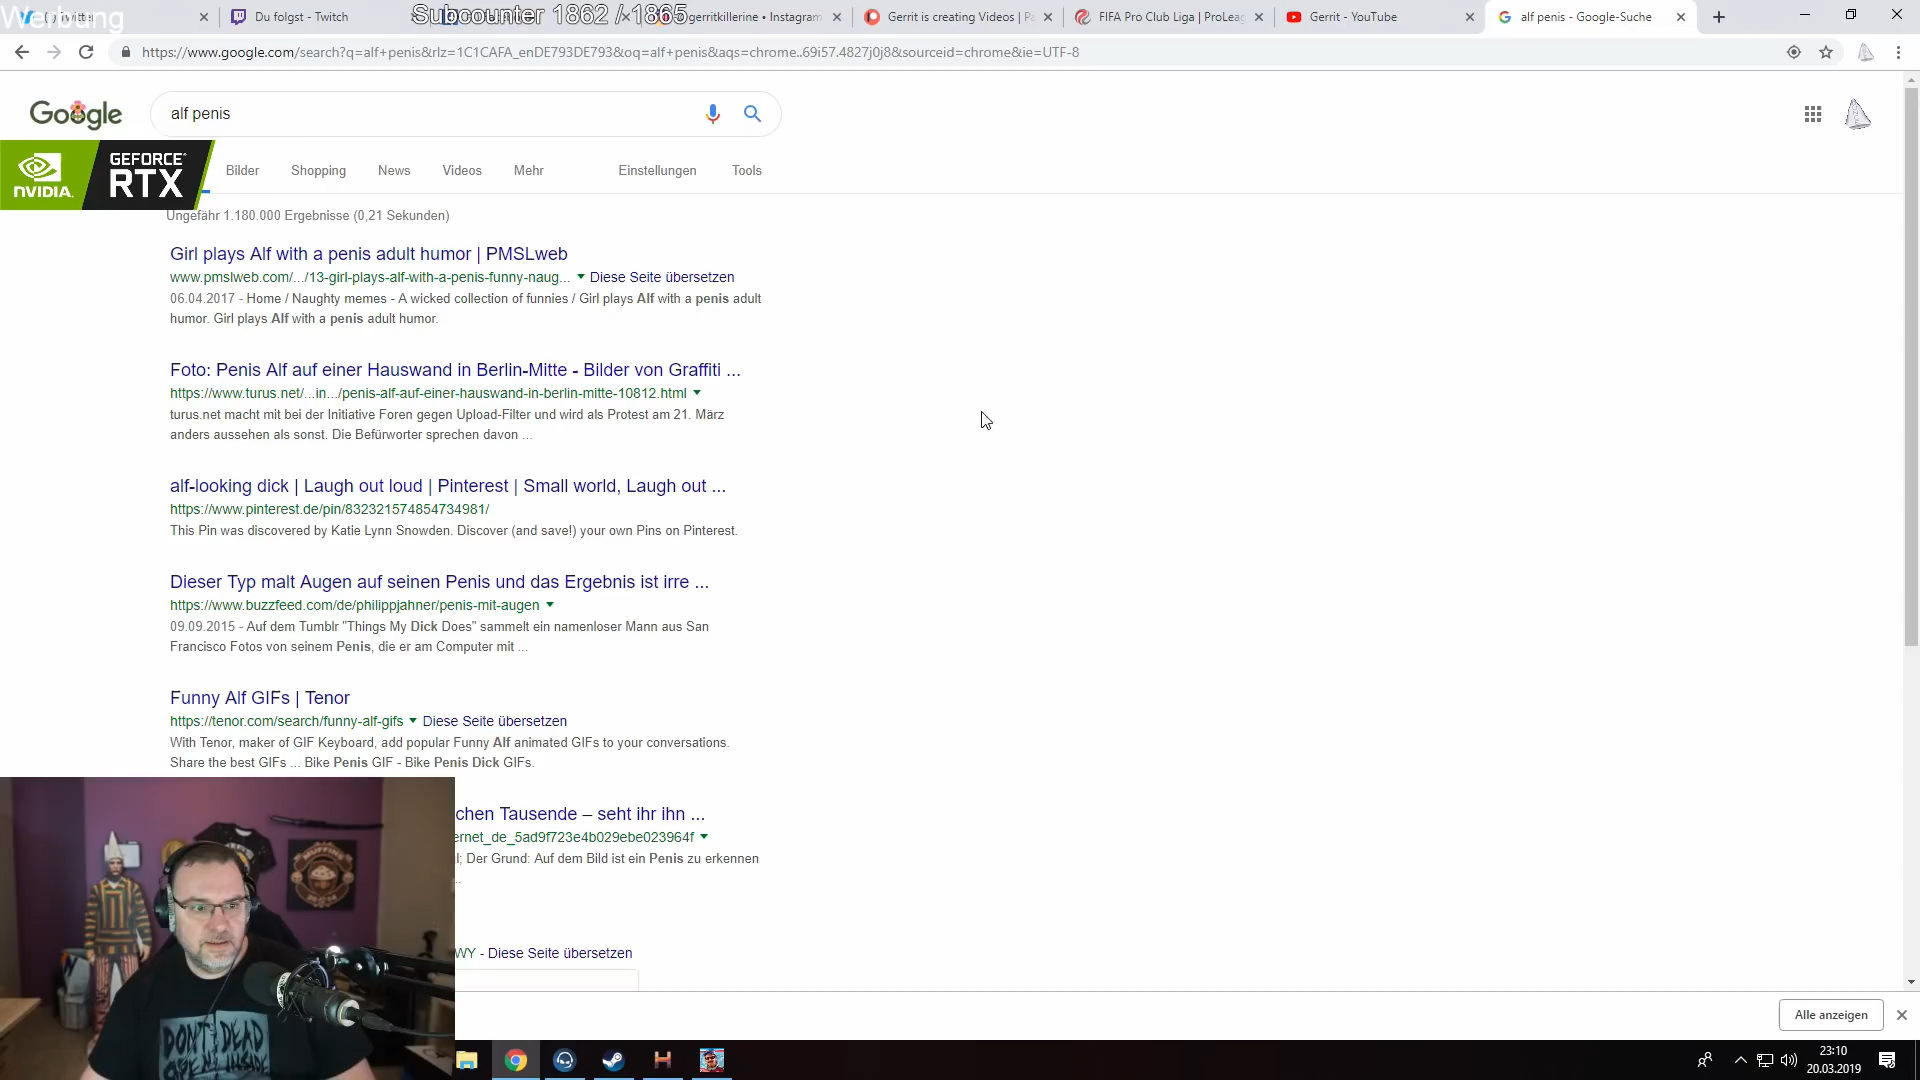 Werbung
Du folgst - Twitch
Subcounter 1862 / 1865
gerritkillerine • Instagram
Gerrit is creating Videos | Pa
FIFA Pro Club Liga | ProLeag
Gerrit - YouTube
alf penis - Google-Suche
https://www.google.com/search?q=alf+penis&rlz=1C1CAFA_enDE793DE793&oq=alf+penis&aqs=chrome..69i57.4827j0j8&sourceid=chrome&ie=UTF-8
Google
alf penis
NVIDIA.
GEFORCE
RTX
Bilder
Shopping
News
Videos
Mehr
Einstellungen
Tools
Ungefähr 1.180.000 Ergebnisse (0,21 Sekunden)
Girl plays Alf with a penis adult humor | PMSLweb
www.pmslweb.com/.../13-girl-plays-alf-with-a-penis-funny-naug... Diese Seite übersetzen
06.04.2017 - Home / Naughty memes - A wicked collection of funnies / Girl plays Alf with a penis adult
humor. Girl plays Alf with a penis adult humor.
Foto: Penis Alf auf einer Hauswand in Berlin-Mitte - Bilder von Graffiti ...
https://www.turus.net/...in.../penis-alf-auf-einer-hauswand-in-berlin-mitte-10812.html
turus.net macht mit bei der Initiative Foren gegen Upload-Filter und wird als Protest am 21. März
anders aussehen als sonst. Die Befürworter sprechen davon ...
alf-looking dick | Laugh out loud | Pinterest | Small world, Laugh out ...
https://www.pinterest.de/pin/832321574854734981/
This Pin was discovered by Katie Lynn Snowden. Discover (and save!) your own Pins on Pinterest.
Dieser Typ malt Augen auf seinen Penis und das Ergebnis ist irre ...
https://www.buzzfeed.com/de/philippjahner/penis-mit-augen
09.09.2015 - Auf dem Tumblr "Things My Dick Does" sammelt ein namenloser Mann aus San
Francisco Fotos von seinem Penis, die er am Computer mit ...
Funny Alf GIFs | Tenor
https://tenor.com/search/funny-alf-gifs Diese Seite übersetzen
With Tenor, maker of GIF Keyboard, add popular Funny Alf animated GIFs to your conversations.
Share the best GIFs ... Bike Penis GIF - Bike Penis Dick GIFs.
chen Tausende – seht ihr ihn ...
ernet_de_5ad9f723e4b029ebe023964f
l; Der Grund: Auf dem Bild ist ein Penis zu erkennen
..
WY - Diese Seite übersetzen
DON'T DEAD
OPEN INSIDE
Alle anzeigen
23:10
20.03.2019